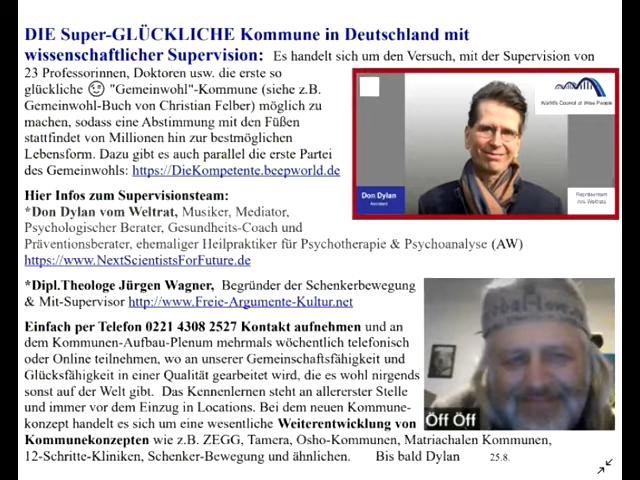 DIE Super-GLÜCKLICHE Kommune in Deutschland mit
wissenschaftlicher Supervision: Es handelt sich um den Versuch, mit der Supervision von
23 Professorinnen, Doktoren usw. die erste so
glückliche 😉 "Gemeinwohl"-Kommune (siehe z.B.
Gemeinwohl-Buch von Christian Felber) möglich zu
machen, sodass eine Abstimmung mit den Füßen
stattfindet von Millionen hin zur bestmöglichen
Lebensform. Dazu gibt es auch parallel die erste Partei
des Gemeinwohls: https://DieKompetente.beepworld.de
World's Council of Wise People
Don Dylan
Assistent
Repräsentant
des Weltrats
Hier Infos zum Supervisionsteam:
*Don Dylan vom Weltrat, Musiker, Mediator,
Psychologischer Berater, Gesundheits-Coach und
Präventionsberater, ehemaliger Heilpraktiker für Psychotherapie & Psychoanalyse (AW)
https://www.NextScientistsForFuture.de
*Dipl.Theologe Jürgen Wagner, Begründer der Schenkerbewegung
& Mit-Supervisor http://www.Freie-Argumente-Kultur.net
Einfach per Telefon 0221 4308 2527 Kontakt aufnehmen und an
dem Kommunen-Aufbau-Plenum mehrmals wöchentlich telefonisch
oder Online teilnehmen, wo an unserer Gemeinschaftsfähigkeit und
Glücksfähigkeit in einer Qualität gearbeitet wird, die es wohl nirgends
sonst auf der Welt gibt. Das Kennenlernen steht an allererster Stelle
und immer vor dem Einzug in Locations. Bei dem neuen Kommune-
konzept handelt es sich um eine wesentliche Weiterentwicklung von
Kommunekonzepten wie z.B. ZEGG, Tamera, Osho-Kommunen, Matriachalen Kommunen,
12-Schritte-Kliniken, Schenker-Bewegung und ähnlichen. Bis bald Dylan 25.8.
Öff Öff